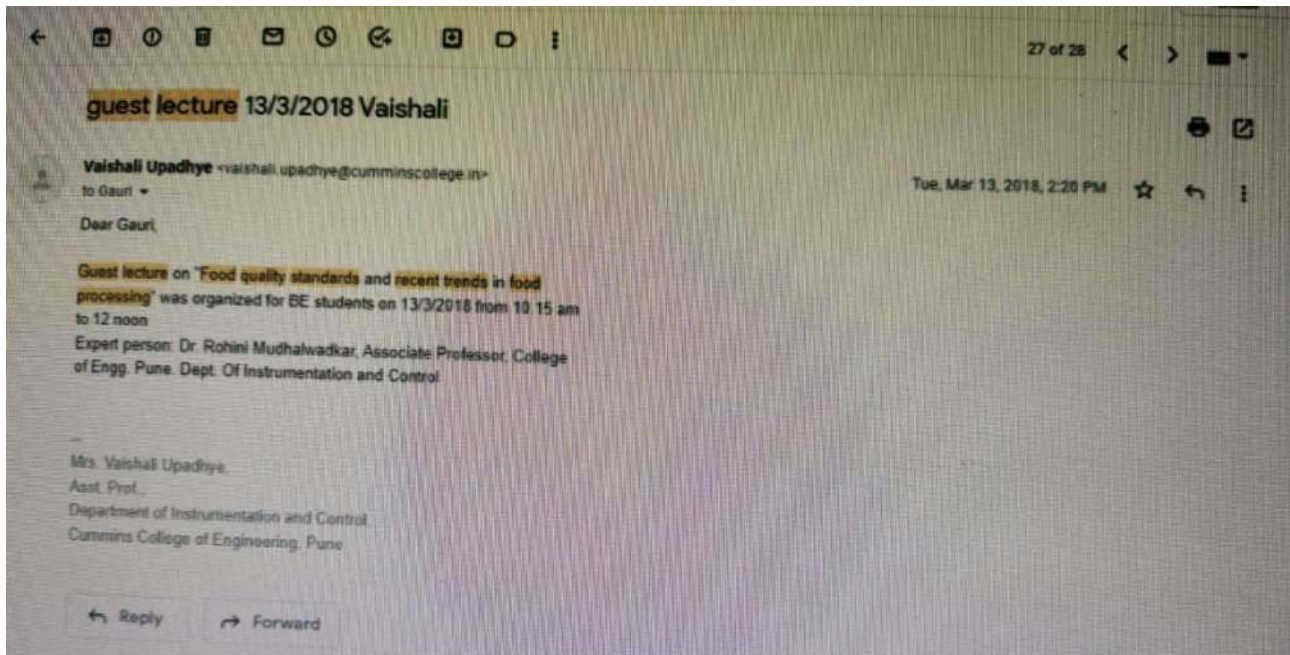 27 of 28
guest lecture 13/3/2018 Vaishali
Vaishali Upadhye <vaishali.upadhye@cumminscollege.in>
to Gauri
Tue, Mar 13, 2018, 2:20 PM
Dear Gauri,
Guest lecture on "Food quality standards and recent trends in food
processing" was organized for BE students on 13/3/2018 from 10.15 am
to 12 noon
Expert person: Dr. Rohini Mudhalwadkar, Associate Professor, College
of Engg. Pune. Dept. Of Instrumentation and Control
--
Mrs. Vaishali Upadhye,
Asst. Prof.,
Department of Instrumentation and Control
Cummins College of Engineering, Pune
Reply
Forward